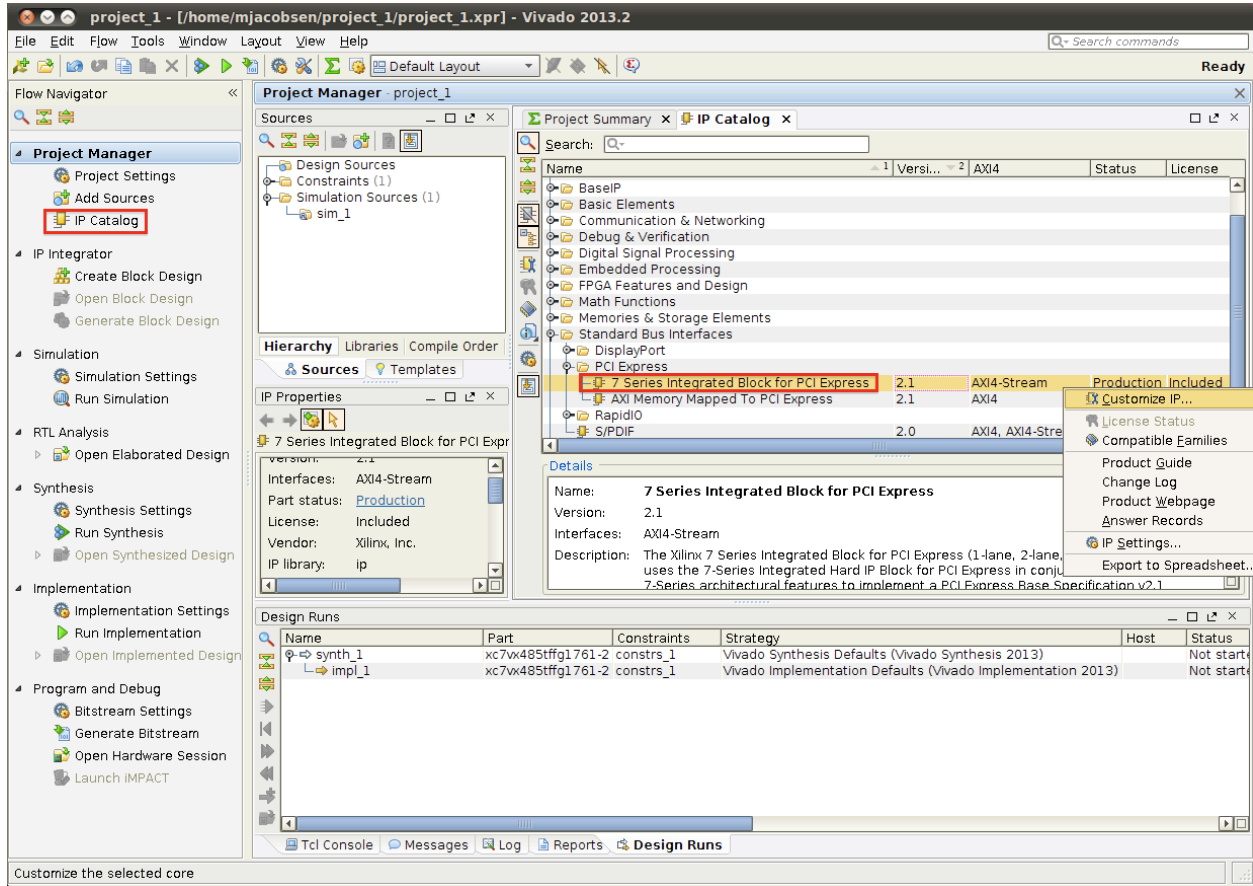 project_1 - [/home/mjacobsen/project_1/project_1.xpr] - Vivado 2013.2
File Edit Flow Tools Window Layout View Help
Search commands
Default Layout
Ready
Flow Navigator
Project Manager
Project Settings
Add Sources
IP Catalog
IP Integrator
Create Block Design
Open Block Design
Generate Block Design
Simulation
Simulation Settings
Run Simulation
RTL Analysis
Open Elaborated Design
Synthesis
Synthesis Settings
Run Synthesis
Open Synthesized Design
Implementation
Implementation Settings
Run Implementation
Open Implemented Design
Program and Debug
Bitstream Settings
Generate Bitstream
Open Hardware Session
Launch iMPACT
Project Manager - project_1
Sources
Design Sources
Constraints (1)
Simulation Sources (1)
sim_1
Hierarchy Libraries Compile Order
Sources Templates
IP Properties
7 Series Integrated Block for PCI Expr
Version: 2.1
Interfaces: AXI4-Stream
Part status: Production
License: Included
Vendor: Xilinx, Inc.
IP library: ip
Project Summary IP Catalog
Search:
Name 1 Versi... 2 AXI4 Status License
BaseIP
Basic Elements
Communication & Networking
Debug & Verification
Digital Signal Processing
Embedded Processing
FPGA Features and Design
Math Functions
Memories & Storage Elements
Standard Bus Interfaces
DisplayPort
PCI Express
7 Series Integrated Block for PCI Express 2.1 AXI4-Stream Production Included
AXI Memory Mapped To PCI Express 2.1 AXI4
RapidIO
S/PDIF 2.0 AXI4, AXI4-Stre
Customize IP...
License Status
Compatible Families
Product Guide
Change Log
Product Webpage
Answer Records
IP Settings...
Export to Spreadsheet..
Details
Name: 7 Series Integrated Block for PCI Express
Version: 2.1
Interfaces: AXI4-Stream
Description: The Xilinx 7 Series Integrated Block for PCI Express (1-lane, 2-lane,
uses the 7-Series Integrated Hard IP Block for PCI Express in conju
7-Series architectural features to implement a PCI Express Base Specification v2.1
Design Runs
Name Part Constraints Strategy Host Status
synth_1 xc7vx485tffg1761-2 constrs_1 Vivado Synthesis Defaults (Vivado Synthesis 2013) Not starte
impl_1 xc7vx485tffg1761-2 constrs_1 Vivado Implementation Defaults (Vivado Implementation 2013) Not starte
Tcl Console Messages Log Reports Design Runs
Customize the selected core